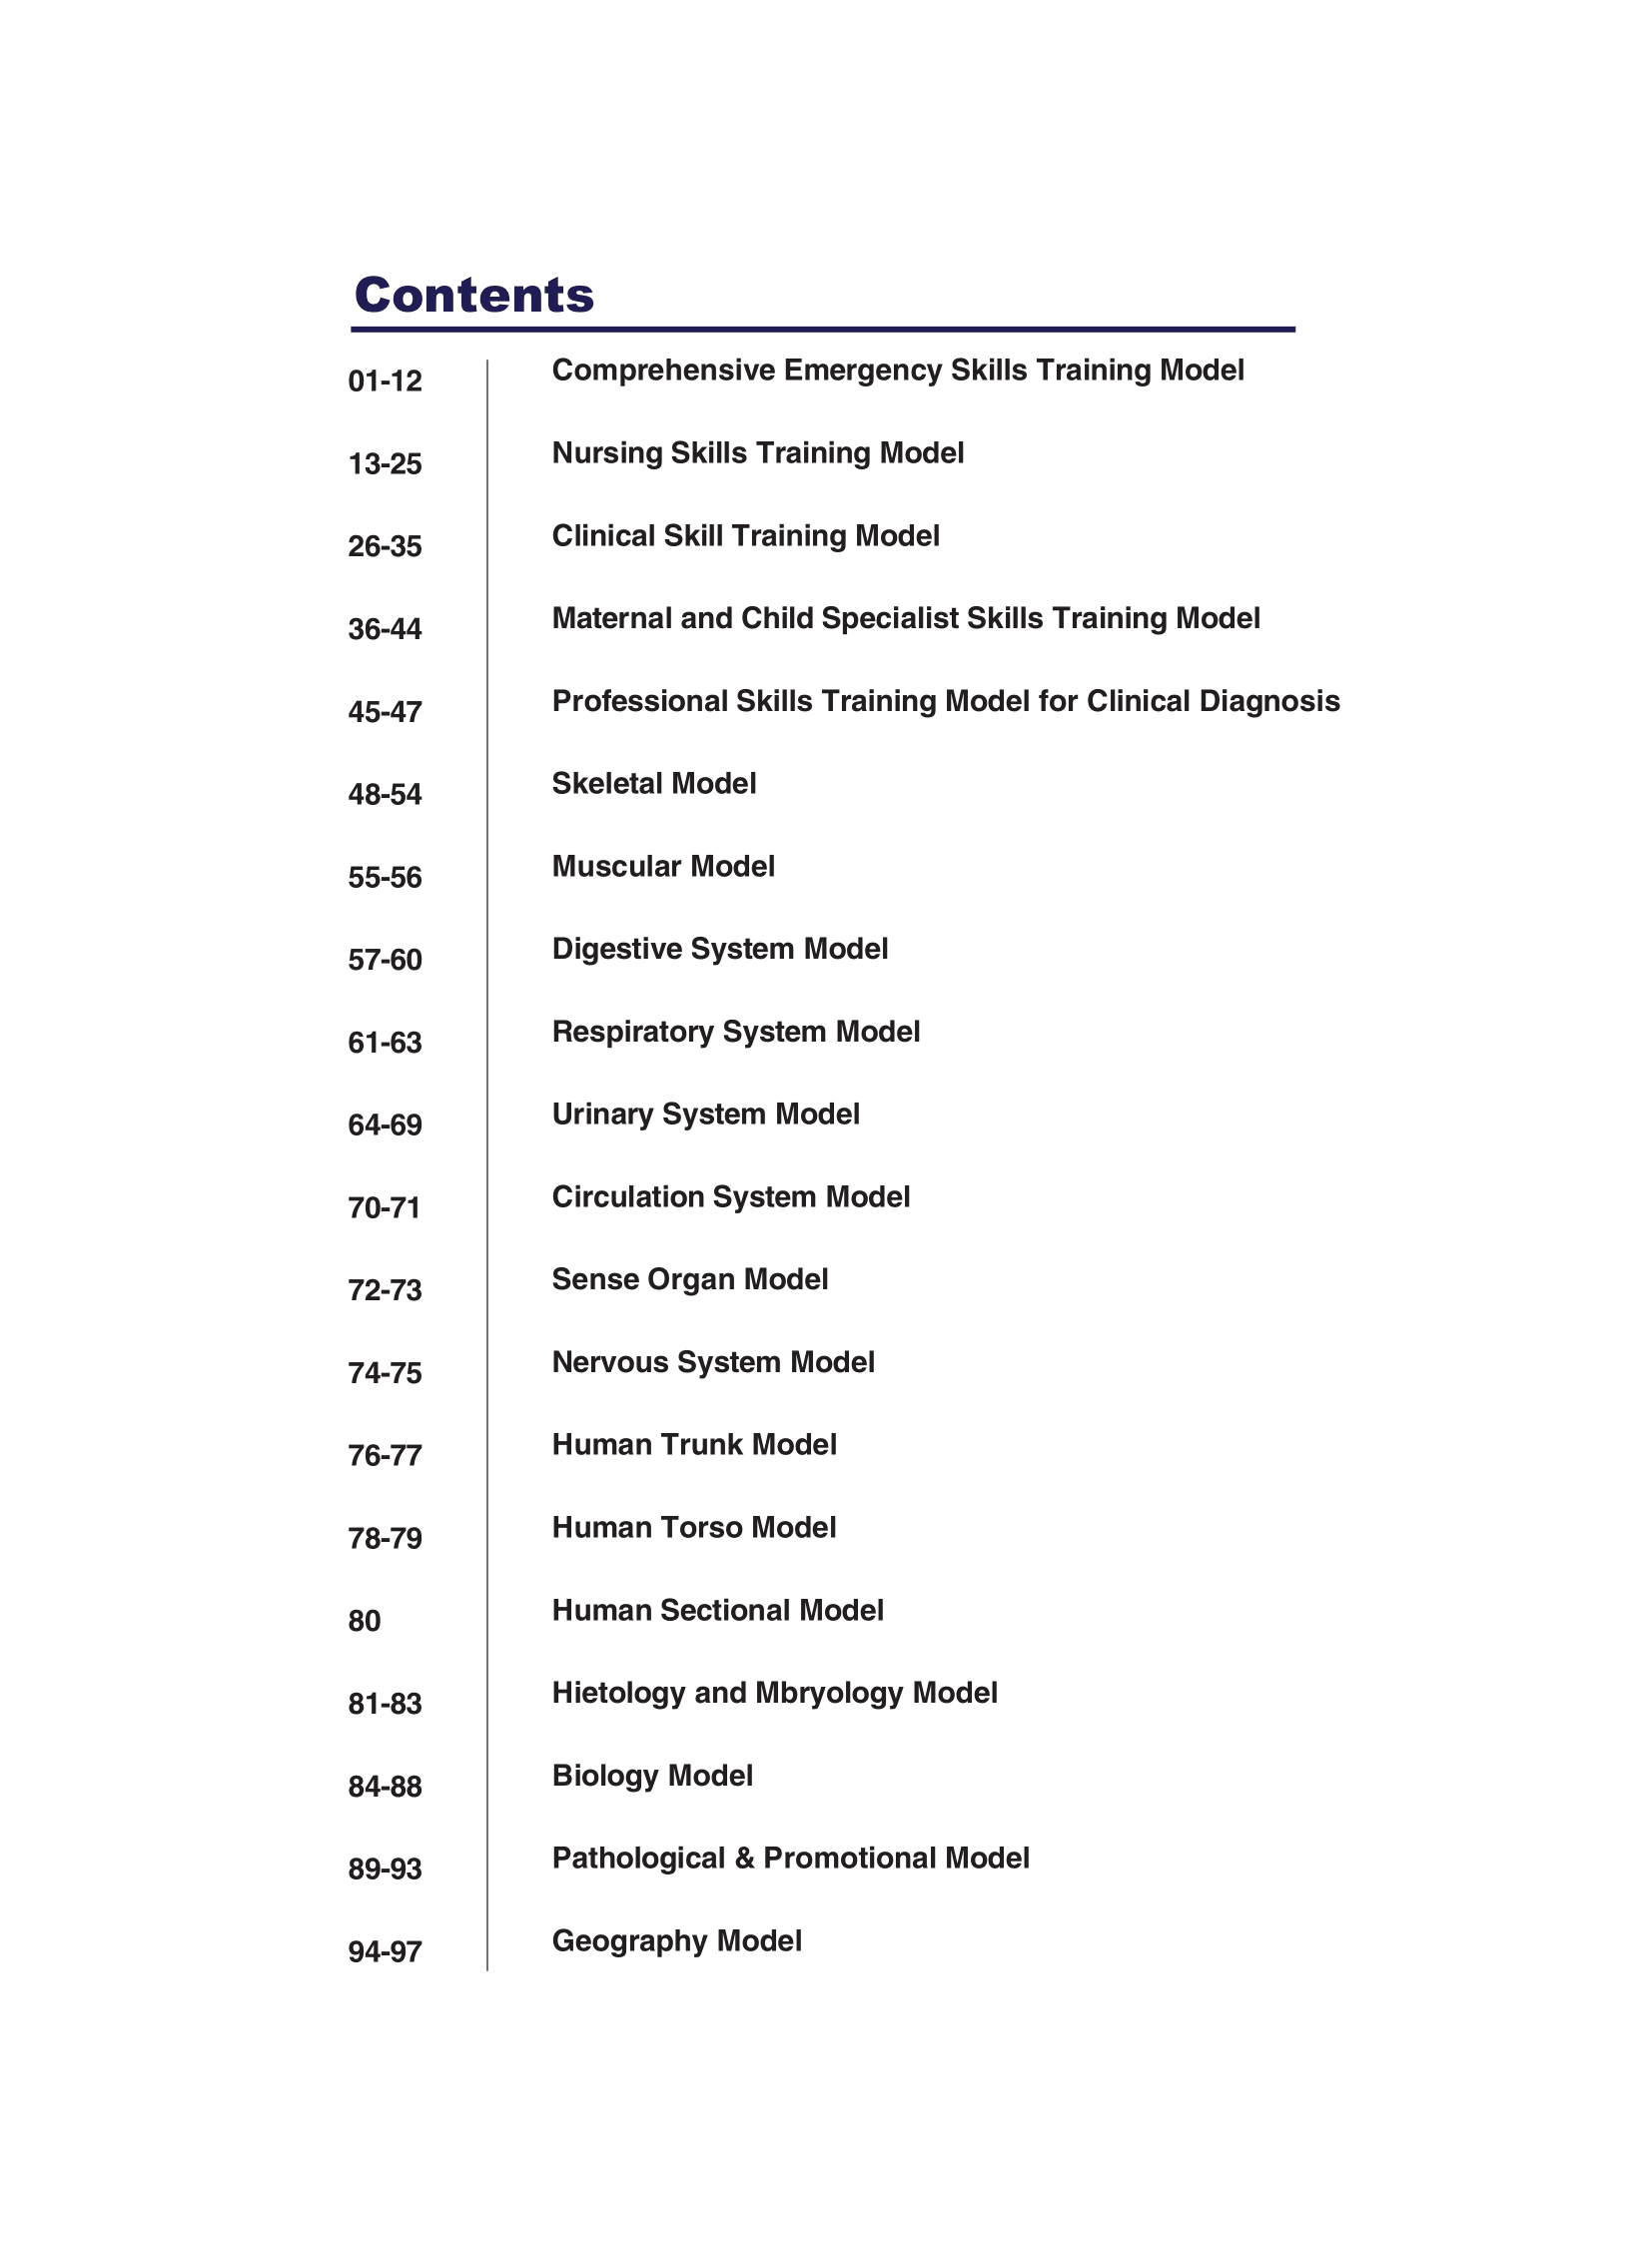 Contents
01-12 Comprehensive Emergency Skills Training Model
13-25 Nursing Skills Training Model
26-35 Clinical Skill Training Model
36-44 Maternal and Child Specialist Skills Training Model
45-47 Professional Skills Training Model for Clinical Diagnosis
48-54 Skeletal Model
55-56 Muscular Model
57-60 Digestive System Model
61-63 Respiratory System Model
64-69 Urinary System Model
70-71 Circulation System Model
72-73 Sense Organ Model
74-75 Nervous System Model
76-77 Human Trunk Model
78-79 Human Torso Model
80 Human Sectional Model
81-83 Hietology and Mbryology Model
84-88 Biology Model
89-93 Pathological & Promotional Model
94-97 Geography Model